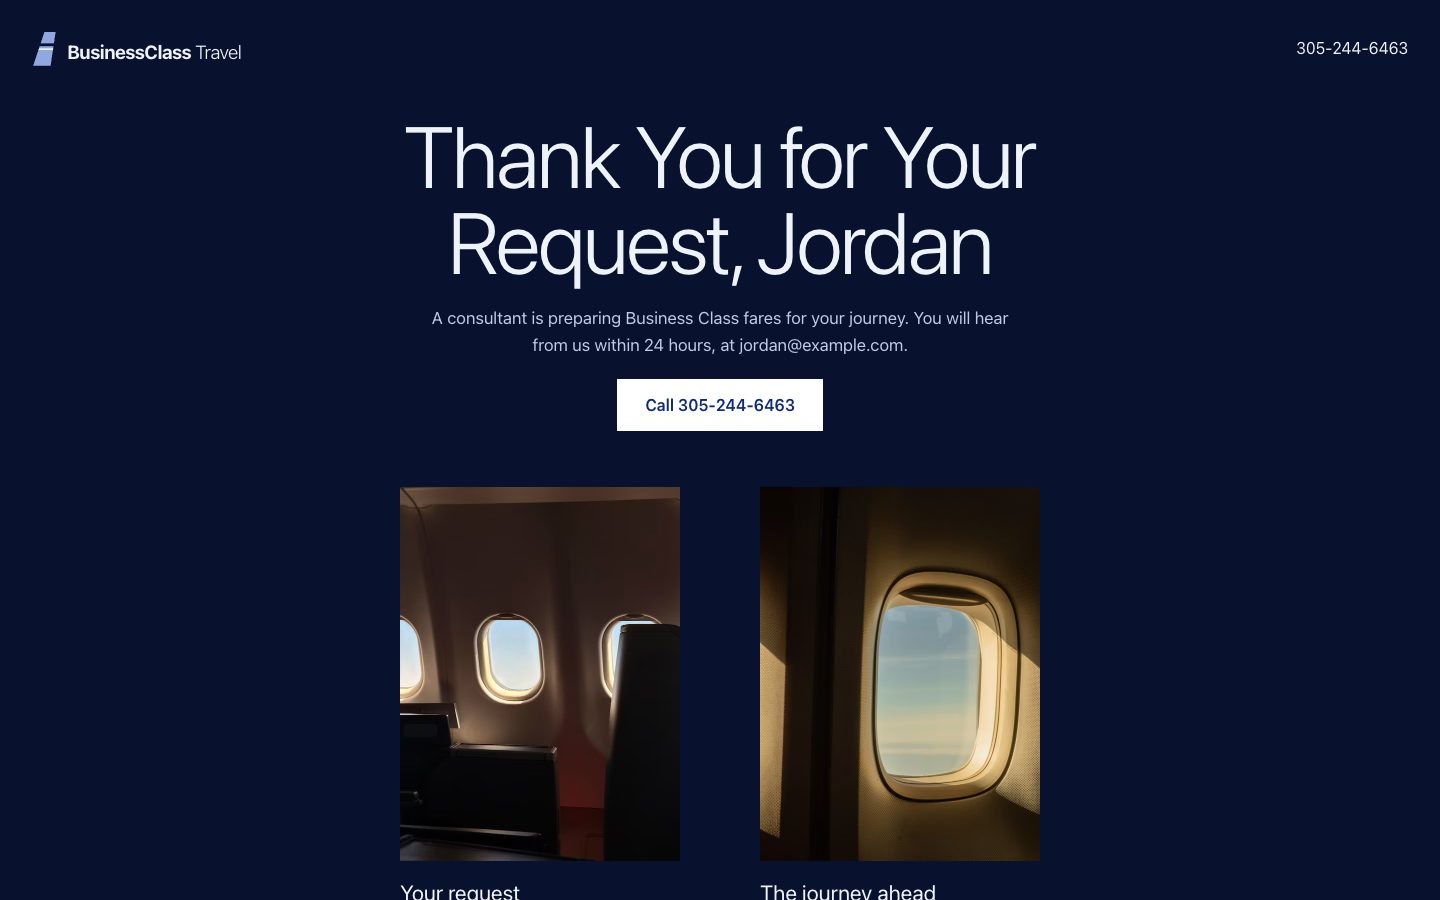 BusinessClass Travel
305-244-6463
Thank You for Your
Request, Jordan
A consultant is preparing Business Class fares for your journey. You will hear
from us within 24 hours, at jordan@example.com.
Call 305-244-6463
Your request
The journey ahead